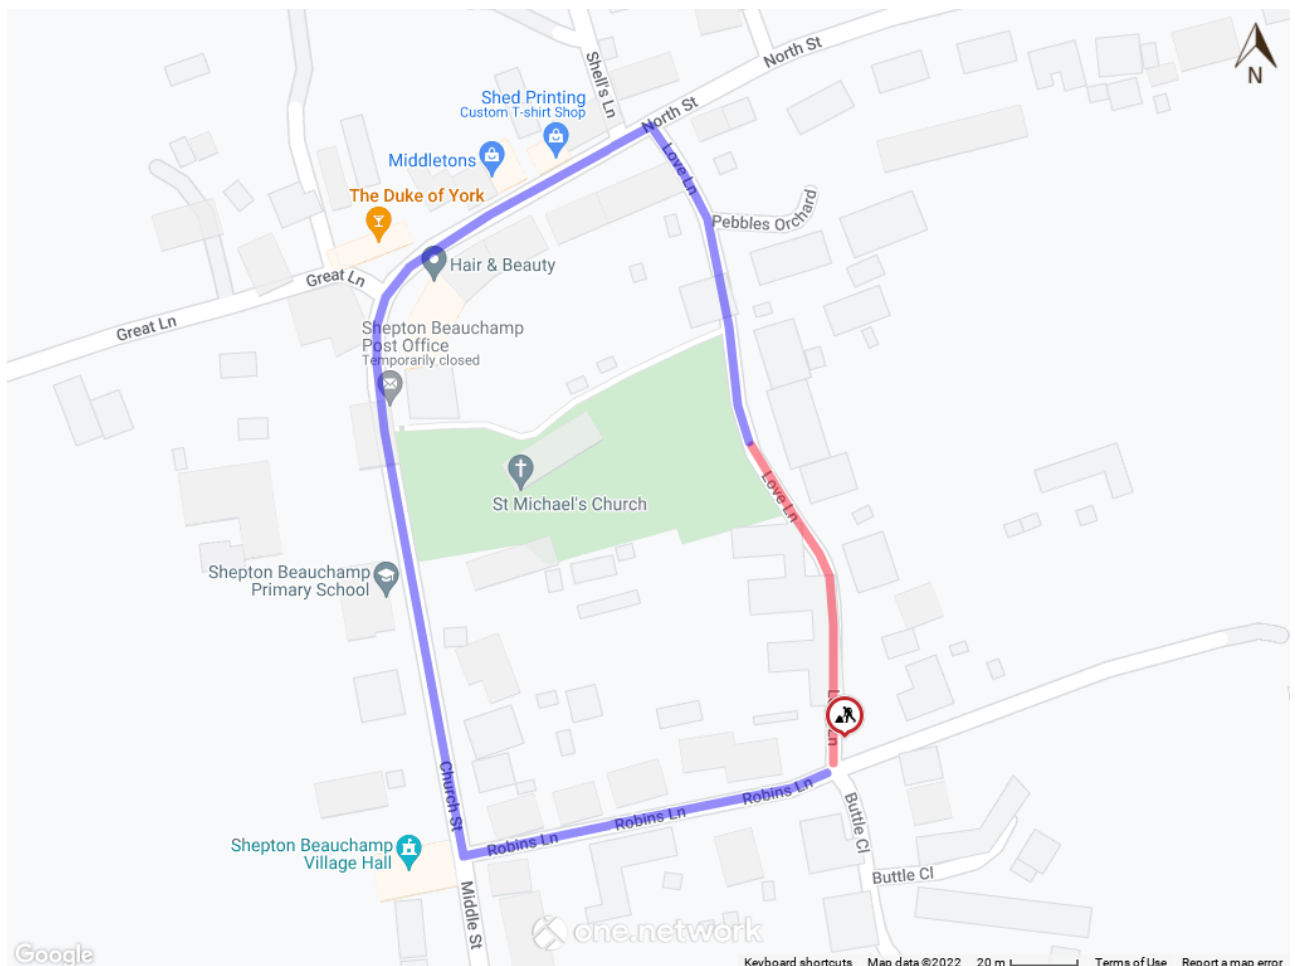 North St
N
Shell's Ln
Shed Printing
Custom T-shirt Shop
North St
Middletons
Love Ln
The Duke of York
Pebbles Orchard
Hair & Beauty
Great Ln
Great Ln
Shepton Beauchamp
Post Office
Temporarily closed
St Michael's Church
Love Ln
Shepton Beauchamp
Primary School
Church St
Robins Ln
Robins Ln
Robins Ln
Buttle Cl
Shepton Beauchamp
Village Hall
Buttle Cl
Middle St
one.network
Google
Keyboard shortcuts
Map data ©2022
20 m
Terms of Use
Report a map error